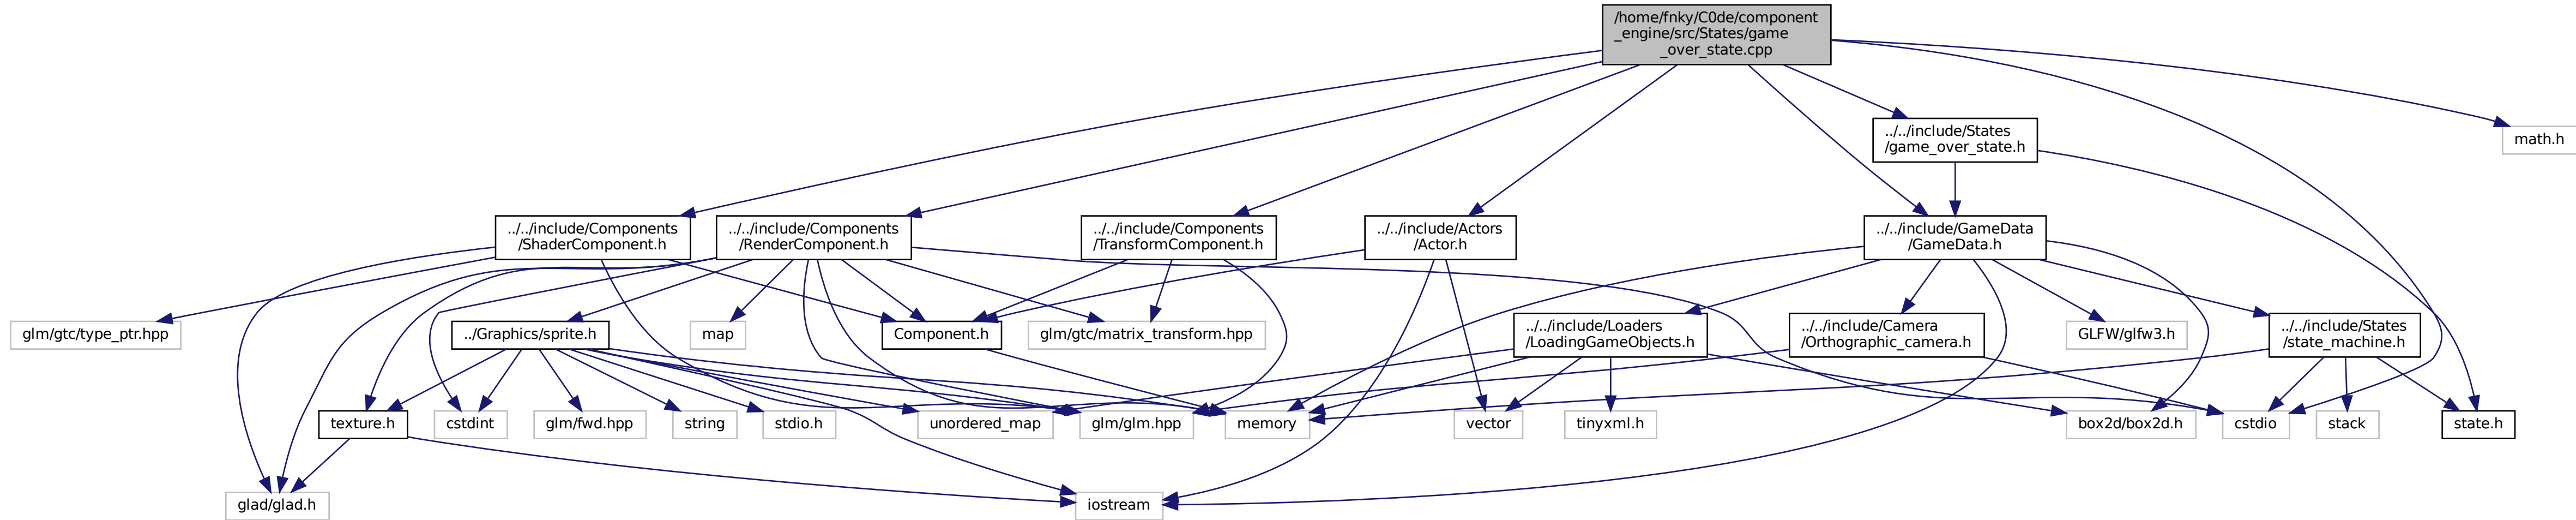 /home/fnky/C0de/component
_engine/src/States/game
_over_state.cpp
../../include/States
/game_over_state.h
math.h
../../include/Components
/ShaderComponent.h
../../include/Components
/RenderComponent.h
../../include/Components
/TransformComponent.h
../../include/Actors
/Actor.h
../../include/GameData
/GameData.h
glm/gtc/type_ptr.hpp
../Graphics/sprite.h
map
Component.h
glm/gtc/matrix_transform.hpp
../../include/Loaders
/LoadingGameObjects.h
../../include/Camera
/Orthographic_camera.h
GLFW/glfw3.h
../../include/States
/state_machine.h
texture.h
cstdint
glm/fwd.hpp
string
stdio.h
unordered_map
glm/glm.hpp
memory
vector
tinyxml.h
box2d/box2d.h
cstdio
stack
state.h
glad/glad.h
iostream